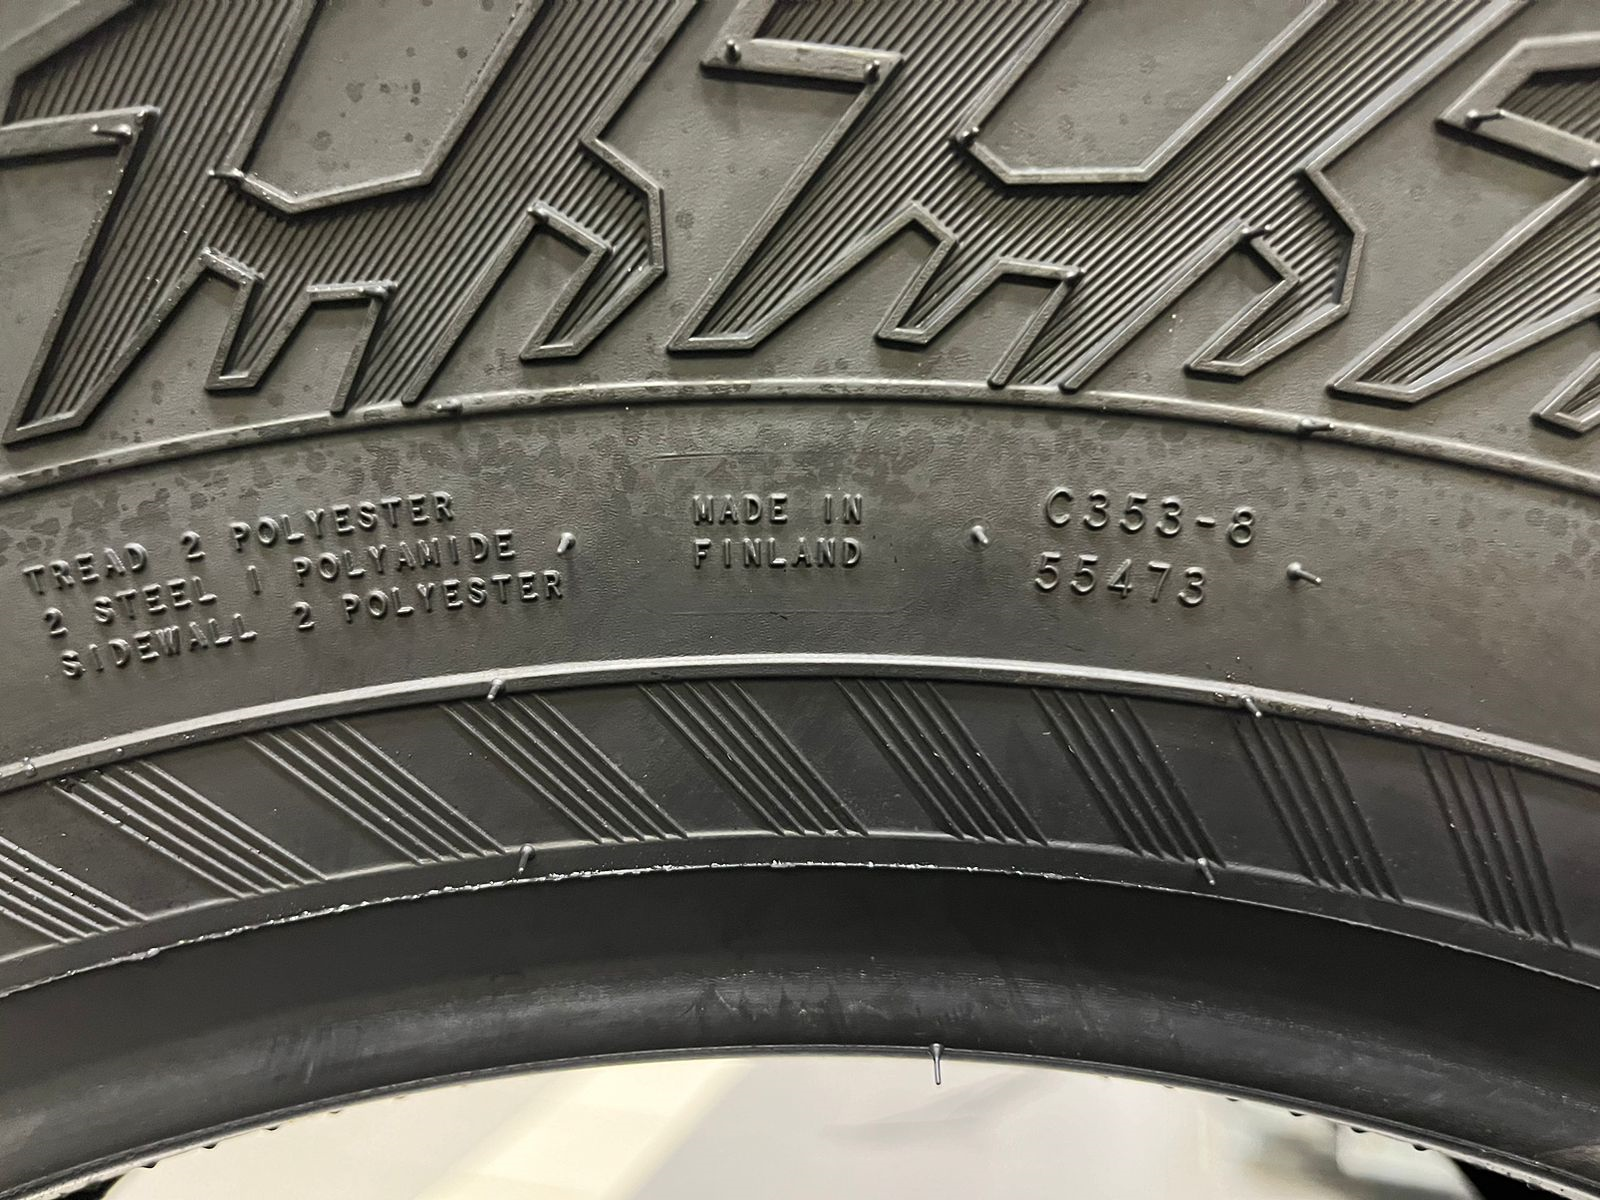 TREAD 2 POLYESTER
2 STEEL 1 POLYAMIDE
SIDEWALL 2 POLYESTER
MADE IN
FINLAND
C353-8
55473